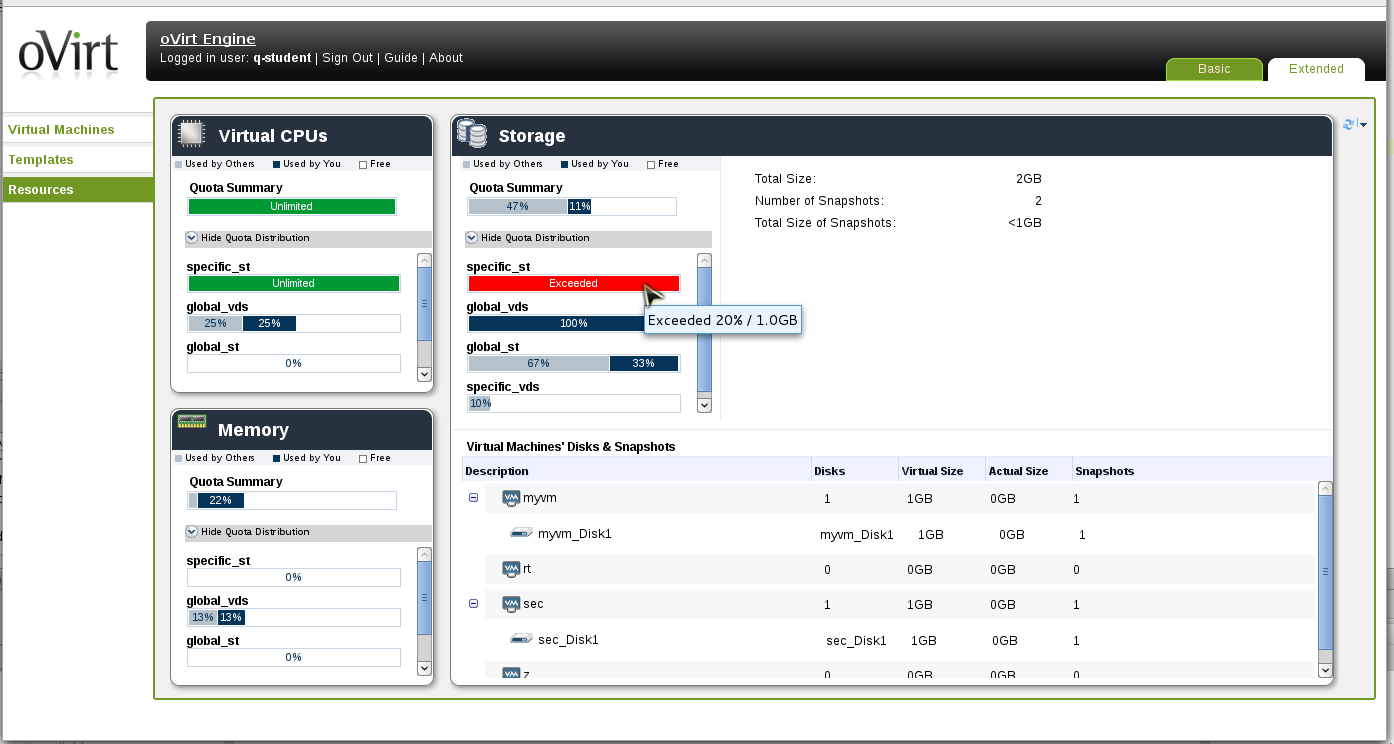 oVirt
oVirt Engine
Logged in user: q-student | Sign Out | Guide | About
Basic
Extended
Virtual Machines
Templates
Resources
Virtual CPUs
Used by Others Used by You Free
Quota Summary
Unlimited
Hide Quota Distribution
specific_st
Unlimited
global_vds
25% 25%
global_st
0%
Memory
Used by Others Used by You Free
Quota Summary
22%
Hide Quota Distribution
specific_st
0%
global_vds
13% 13%
global_st
0%
Storage
Used by Others Used by You Free
Quota Summary
47% 11%
Hide Quota Distribution
specific_st
Exceeded
global_vds
100%
Exceeded 20% / 1.0GB
global_st
67% 33%
specific_vds
10%
Total Size: 2GB
Number of Snapshots: 2
Total Size of Snapshots: <1GB
Virtual Machines' Disks & Snapshots
Description Disks Virtual Size Actual Size Snapshots
myvm 1 1GB 0GB 1
myvm_Disk1 myvm_Disk1 1GB 0GB 1
rt 0 0GB 0GB 0
sec 1 1GB 0GB 1
sec_Disk1 sec_Disk1 1GB 0GB 1
z 0 0GB 0GB 0